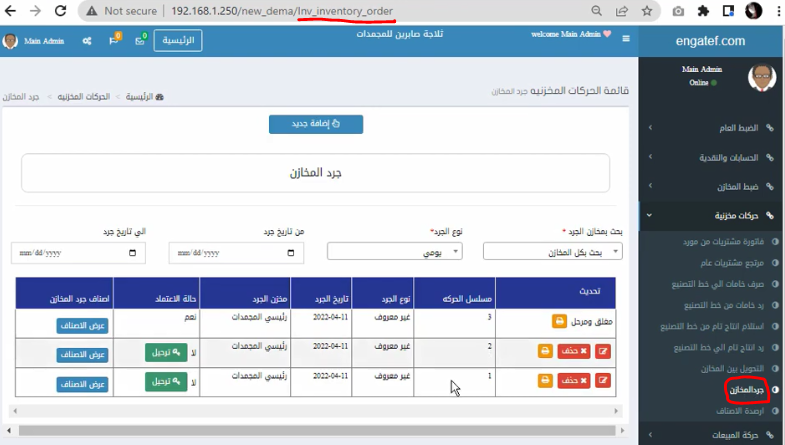 Not secure | 192.168.1.250/new_dema/Inv_inventory_order
engatef.com
welcome Main Admin
ثلاجة صابرين للمجمدات
الرئيسية
0
0
Main Admin
Main Admin
Online
الضبط العام
الحسابات والنقدية
ضبط المخازن
حركات مخزنية
فاتورة مشتريات من مورد
مرتجع مشتريات عام
صرف خامات الي خط التصنيع
رد خامات من خط التصنيع
استلام انتاج تام من خط التصنيع
رد انتاج تام الي خط التصنيع
التحويل بين المخازن
جردالمخازن
ارصدة الاصناف
حركة المبيعات
قائمة الحركات المخزنيه جرد المخازن
الرئيسية > الحركات المخزنيه > جرد المخازن
إضافة جديد
جرد المخازن
بحث بمخازن الجرد * نوع الجرد* من تاريخ جرد الي تاريخ جرد
بحث بكل المخازن يومي mm/dd/yyyy mm/dd/yyyy
تحديث مسلسل الحركه نوع الجرد تاريخ الجرد مخزن الجرد حالة الاعتماد اصناف جرد المخازن
مغلق ومرحل 3 غير معروف 2022-04-11 رئيسي المجمدات نعم عرض الاصناف
حذف 2 غير معروف 2022-04-11 رئيسي المجمدات لا ترحيل عرض الاصناف
حذف 1 غير معروف 2022-04-11 رئيسي المجمدات لا ترحيل عرض الاصناف